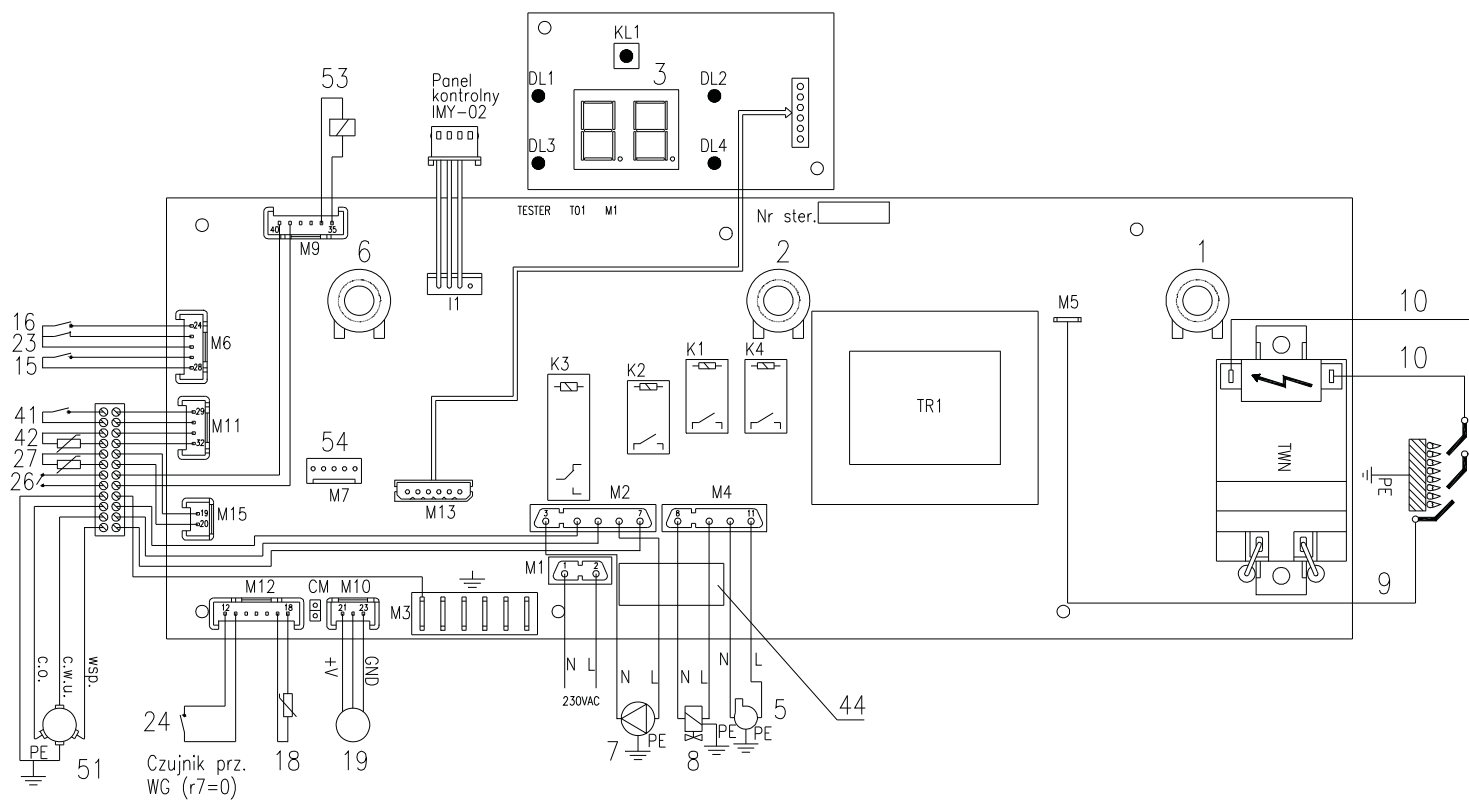 KL1
53
3
Panel
kontrolny
IMY-02
DL1
DL2
DL3
DL4
TESTER TO1 M1
Nr ster.
40
35
M9
6
2
1
I1
M5
10
16
24
23
M6
15
28
K3
K2
K1
K4
10
TR1
TWN
41
29
M11
42
32
27
26
54
M7
M13
M2
M4
PE
19
M15
20
3
7
8
11
M1
1
2
M12
CM
M10
12
18
21
23
M3
9
c.o.
c.w.u.
wsp.
+V
GND
N L
230VAC
N L
N L
N L
44
24
18
19
7
PE
8
PE
5
PE
PE
51
Czujnik prz.
WG (r7=0)